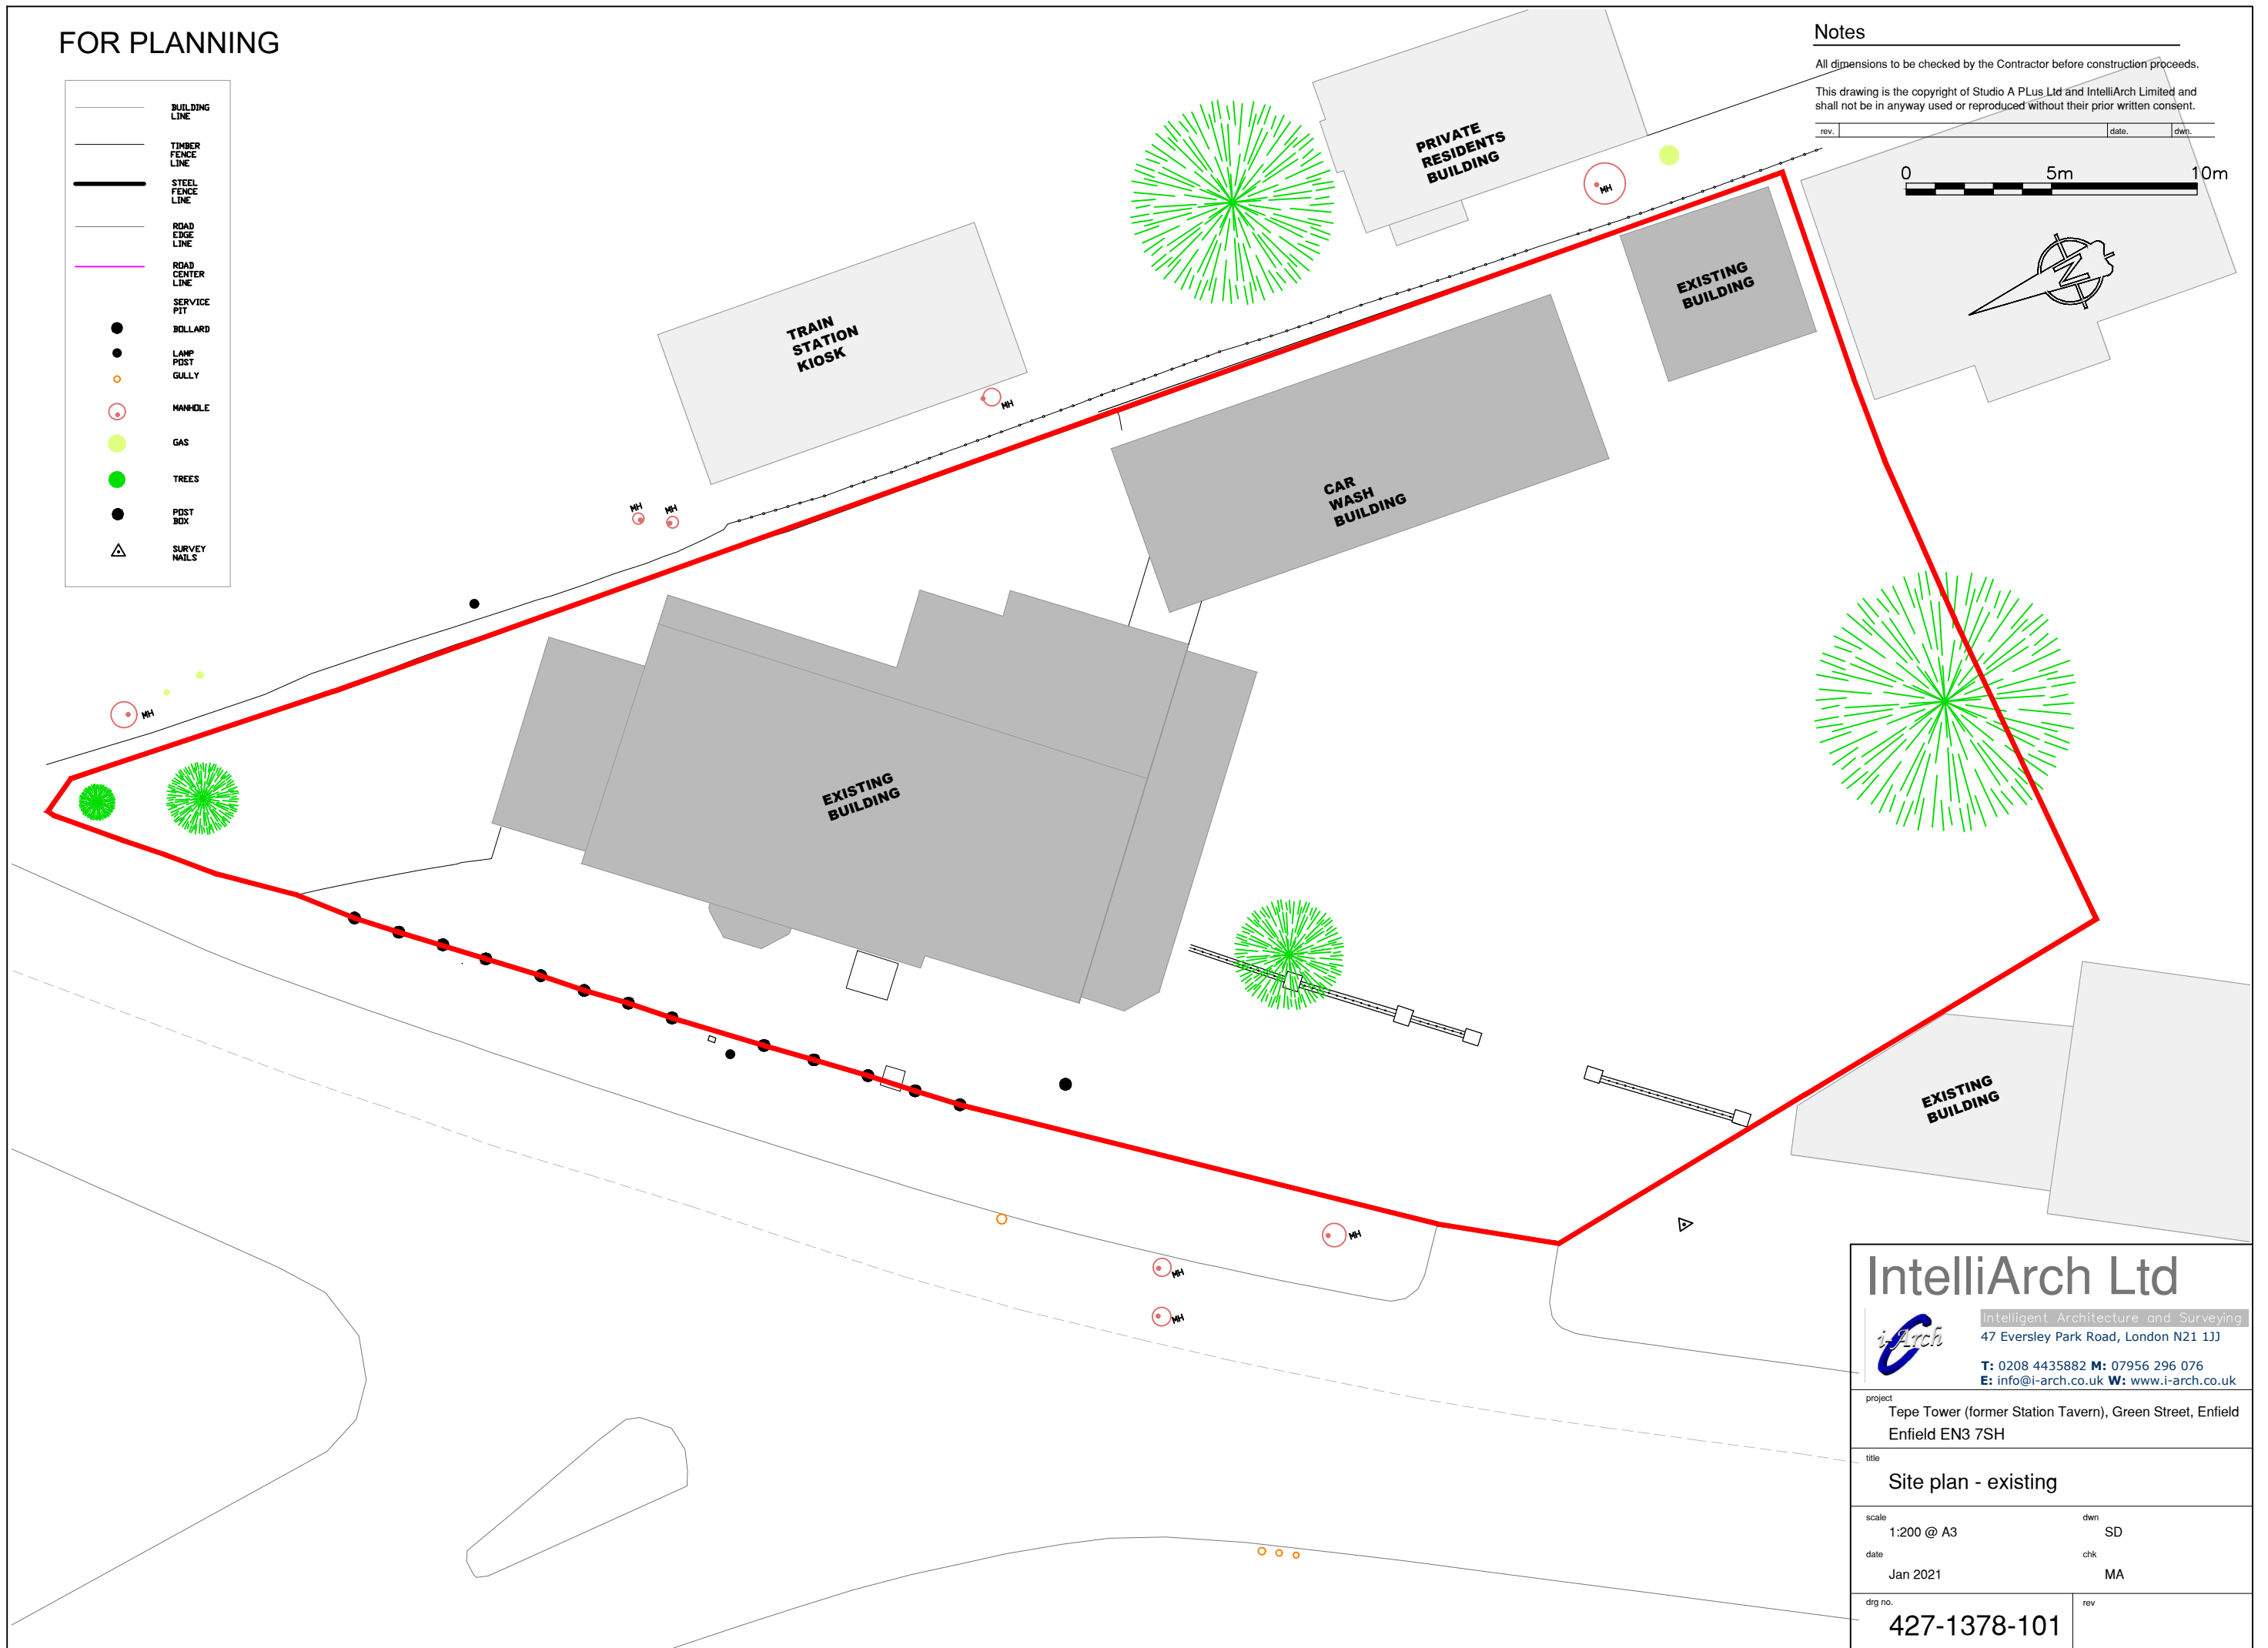 FOR PLANNING
BUILDING
LINE
TIMBER
FENCE
LINE
STEEL
FENCE
LINE
ROAD
EDGE
LINE
ROAD
CENTER
LINE
SERVICE
PIT
BOLLARD
LAMP
POST
GULLY
MANHOLE
GAS
TREES
POST
BOX
SURVEY
NAILS
Notes
All dimensions to be checked by the Contractor before construction proceeds.
This drawing is the copyright of Studio A PLus Ltd and IntelliArch Limited and
shall not be in anyway used or reproduced without their prior written consent.
rev. date. dwn.
0 5m 10m
N
PRIVATE
RESIDENTS
BUILDING
MH
EXISTING
BUILDING
TRAIN
STATION
KIOSK
MH
CAR
WASH
BUILDING
MH MH
MH
EXISTING
BUILDING
EXISTING
BUILDING
MH
MH
MH
IntelliArch Ltd
i-Arch
Intelligent Architecture and Surveying
47 Eversley Park Road, London N21 1JJ
T: 0208 4435882 M: 07956 296 076
E: info@i-arch.co.uk W: www.i-arch.co.uk
project
Tepe Tower (former Station Tavern), Green Street, Enfield
Enfield EN3 7SH
title
Site plan - existing
scale dwn
1:200 @ A3 SD
date chk
Jan 2021 MA
drg no. rev
427-1378-101